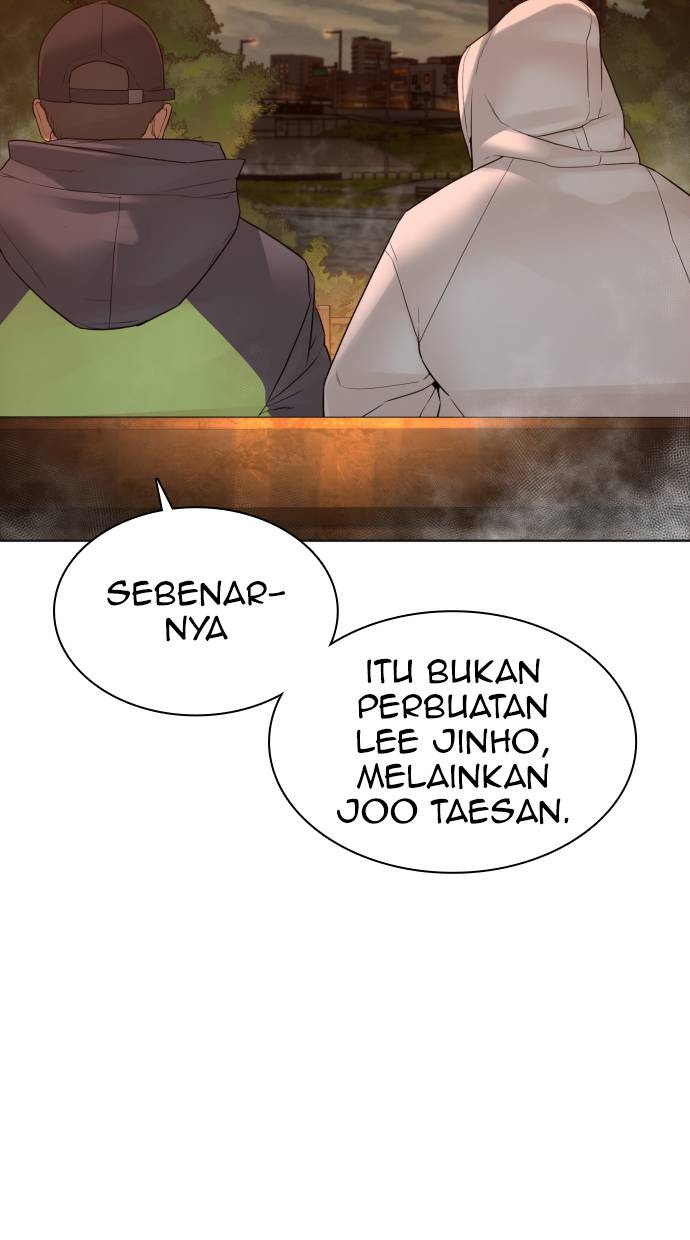 SEBENAR-
NYA
ITU BUKAN
PERBUATAN
LEE JINHO,
MELAINKAN
JOO TAESAN.